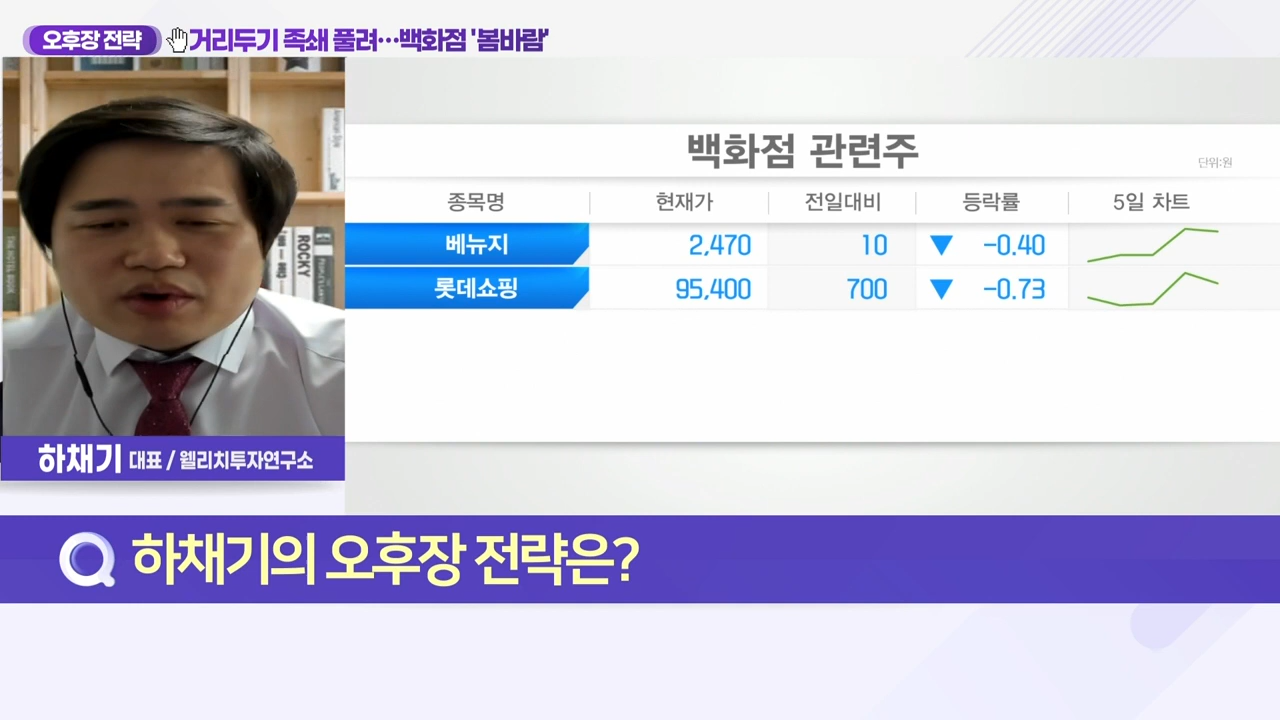 오후장 전략 거리두기 족쇄 풀려…백화점 '봄바람'
백화점 관련주
단위:원
종목명 현재가 전일대비 등락률 5일 차트
베뉴지 2,470 10 ▼ -0.40
롯데쇼핑 95,400 700 ▼ -0.73
ROCKY
THE HOTEL BOOK
하채기 대표 / 웰리치투자연구소
하채기의 오후장 전략은?